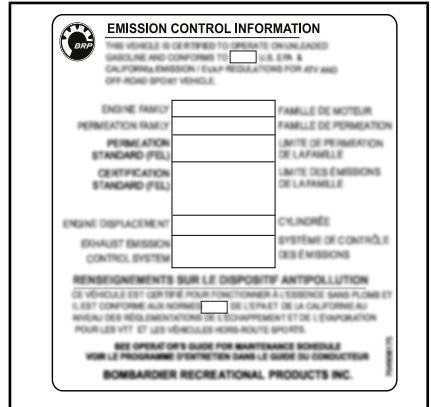 BRP
EMISSION CONTROL INFORMATION
THIS VEHICLE IS CERTIFIED TO OPERATE ON UNLEADED
GASOLINE AND CONFORMS TO U.S. EPA &
CALIFORNIA EMISSION / EVAP REGULATIONS FOR ATV AND
OFF-ROAD SPORT VEHICLE.
ENGINE FAMILY FAMILLE DE MOTEUR
PERMEATION FAMILY FAMILLE DE PERMÉATION
PERMEATION LIMITE DE PERMÉATION
STANDARD (FEL) DE LA FAMILLE
CERTIFICATION LIMITE DES ÉMISSIONS
STANDARD (FEL) DE LA FAMILLE
ENGINE DISPLACEMENT CYLINDRÉE
EXHAUST EMISSION SYSTÈME DE CONTRÔLE
CONTROL SYSTEM DES ÉMISSIONS
RENSEIGNEMENTS SUR LE DISPOSITIF ANTIPOLLUTION
CE VÉHICULE EST CERTIFIÉ POUR FONCTIONNER À L'ESSENCE SANS PLOMB ET
IL EST CONFORME AUX NORMES DE L'EPA ET DE LA CALIFORNIE AU
NIVEAU DES RÉGLEMENTATIONS DE L'ÉCHAPPEMENT ET DE L'ÉVAPORATION
POUR LES VTT ET LES VÉHICULES HORS-ROUTE SPORTS.
SEE OPERATOR'S GUIDE FOR MAINTENANCE SCHEDULE
VOIR LE PROGRAMME D'ENTRETIEN DANS LE GUIDE DU CONDUCTEUR
BOMBARDIER RECREATIONAL PRODUCTS INC.